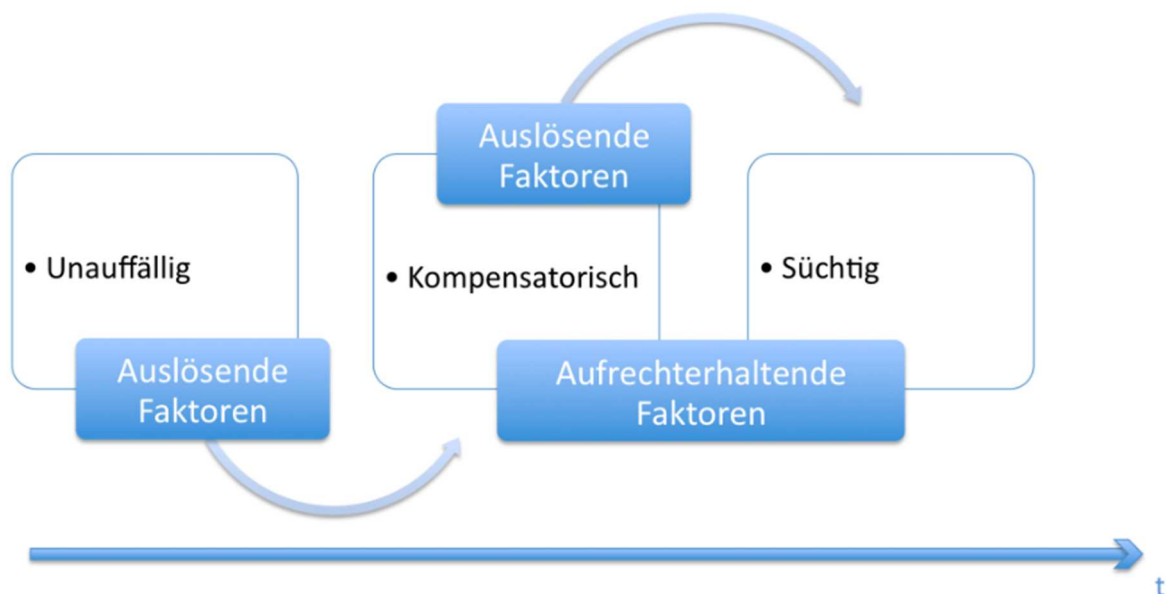 Auslösende
Faktoren
• Unauffällig
• Kompensatorisch
• Süchtig
Auslösende
Faktoren
Aufrechterhaltende
Faktoren
t